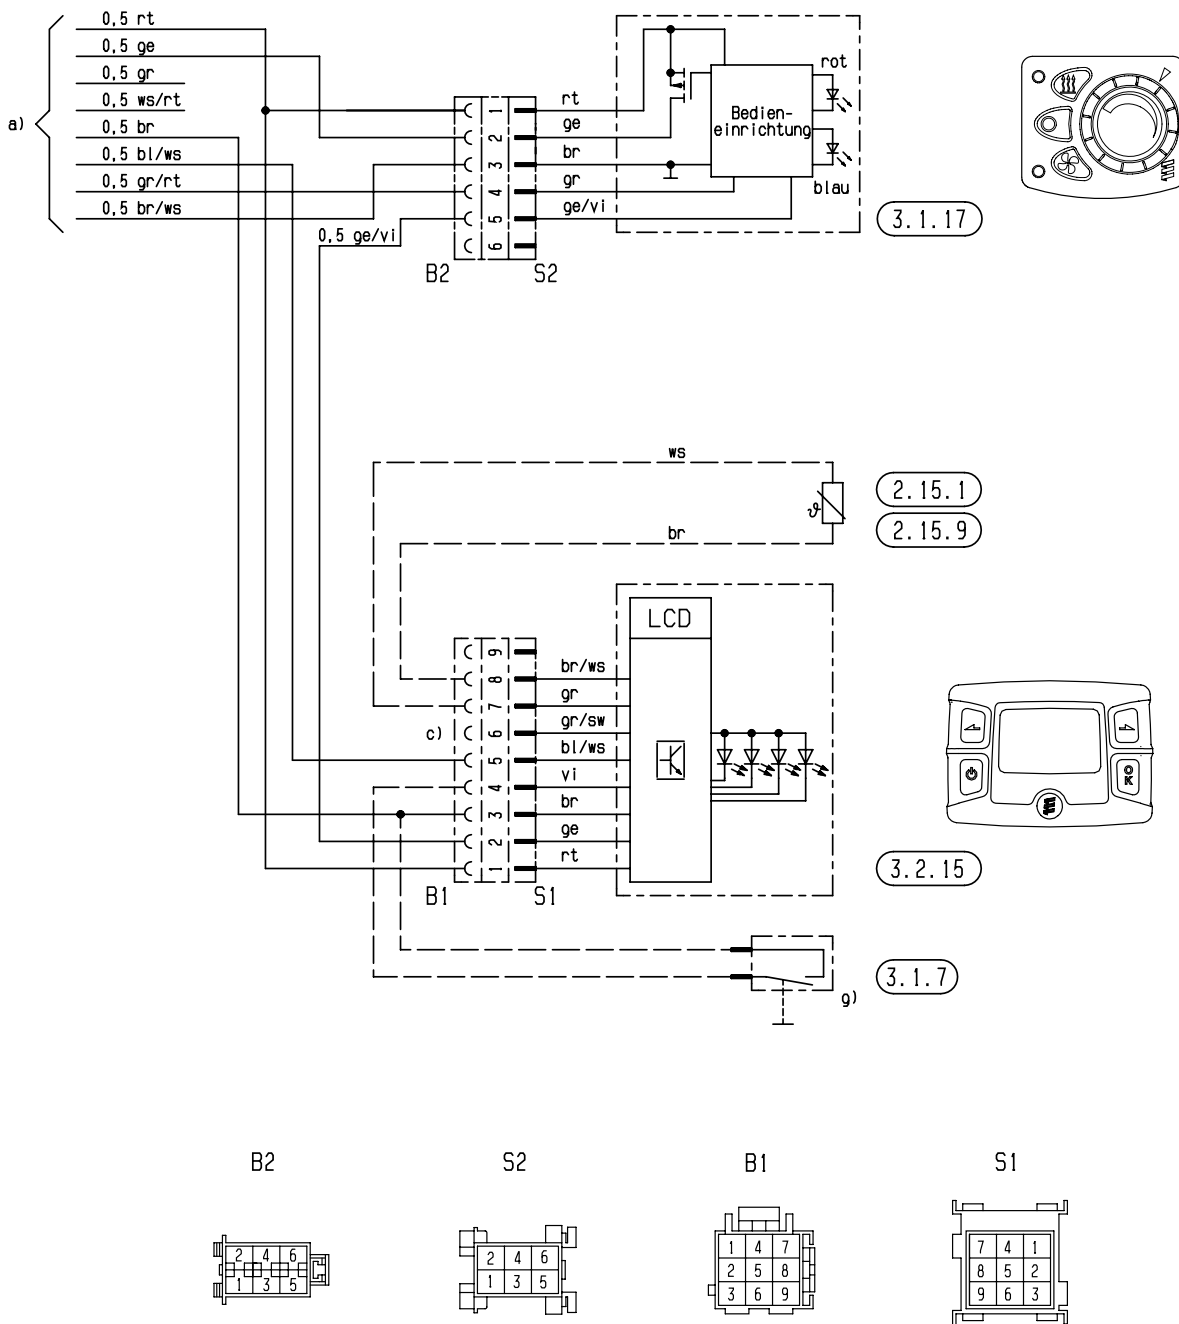 0,5 rt
0,5 ge
0,5 gr
0,5 ws/rt
a)
0,5 br
0,5 bl/ws
0,5 gr/rt
0,5 br/ws
0,5 ge/vi
1
2
3
4
5
6
B2
S2
rt
ge
br
gr
ge/vi
Bedien-
einrichtung
rot
blau
3.1.17
ws
br
2.15.1
2.15.9
ϑ
LCD
9
8
7
6
5
4
3
2
1
c)
B1
S1
br/ws
gr
gr/sw
bl/ws
vi
br
ge
rt
OK
3.2.15
3.1.7
g)
B2
S2
B1
S1
2 4 6
1 3 5
2 4 6
1 3 5
1 4 7
2 5 8
3 6 9
7 4 1
8 5 2
9 6 3